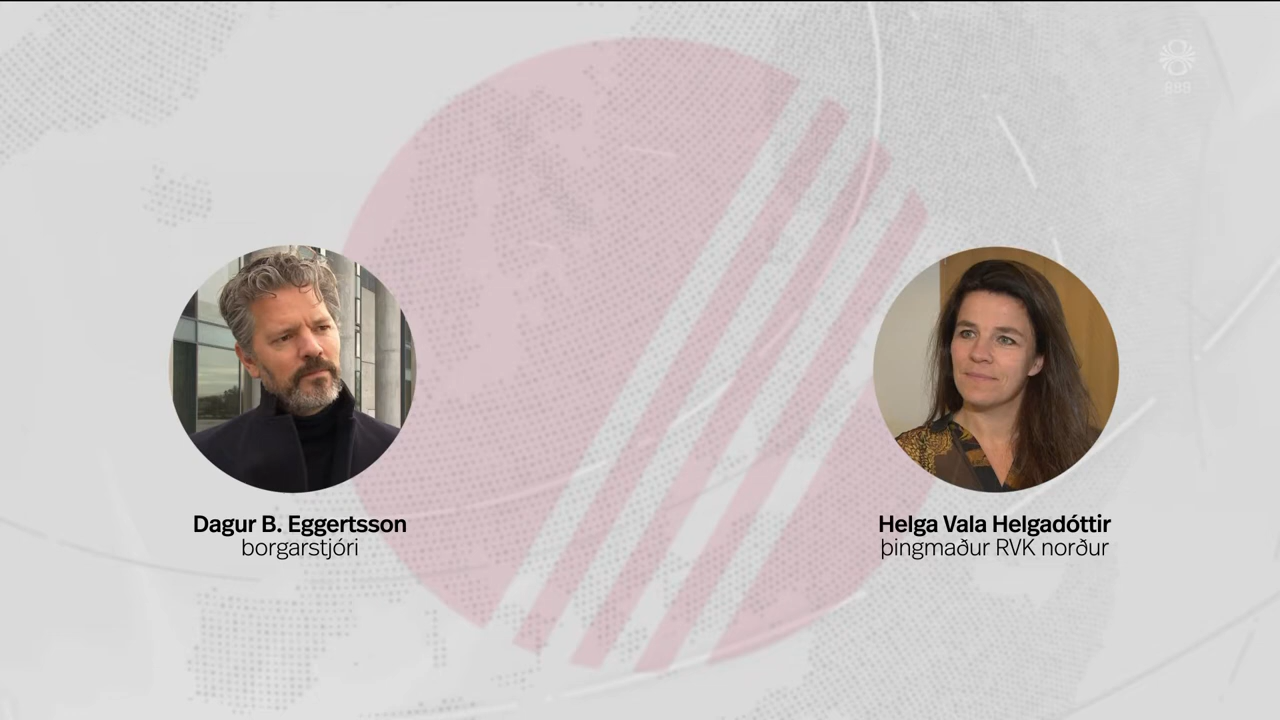 Dagur B. Eggertsson
borgarstjóri
Helga Vala Helgadóttir
þingmaður RVK norður